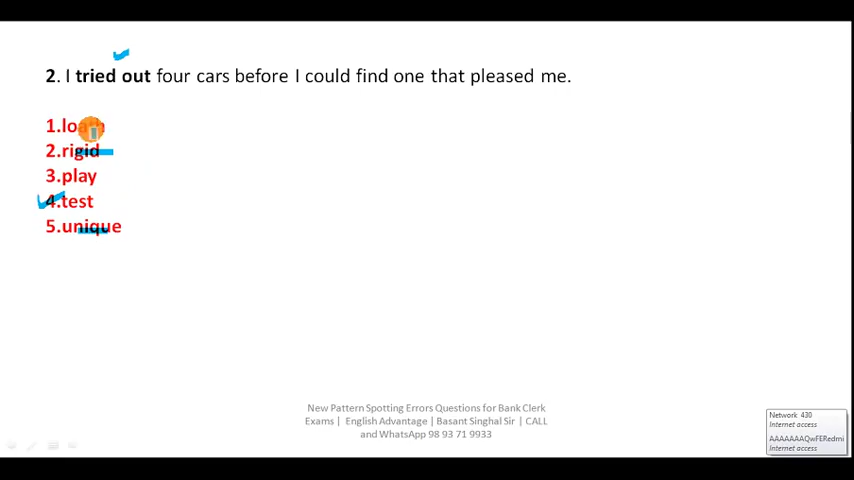 2. I tried out four cars before I could find one that pleased me.
2.rigid
3.play
4.test
5.unique
New Pattern Spotting Errors Questions for Bank Clerk
Exams | English Advantage | Basant Singhal Sir | CALL
and WhatsApp 98 93 71 9933
Network 430
Internet access
AAAAAAAQwFERedmi
Internet access